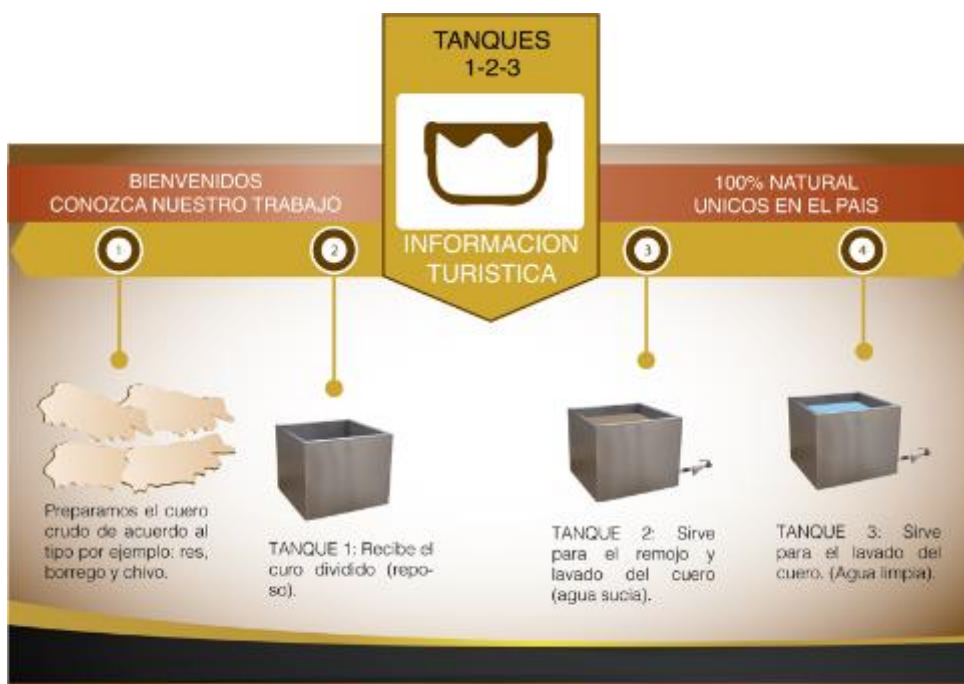 TANQUES
1-2-3
BIENVENIDOS
CONOZCA NUESTRO TRABAJO
100% NATURAL
UNICOS EN EL PAIS
INFORMACION
TURISTICA
1
2
3
4
Preparamos el cuero
crudo de acuerdo al
tipo por ejemplo: res,
borrego y chivo.
TANQUE 1: Recibe el
curo dividido (repo-
so).
TANQUE 2: Sirve
para el remojo y
lavado del cuero
(agua sucia).
TANQUE 3: Sirve
para el lavado del
cuero. (Agua limpia).